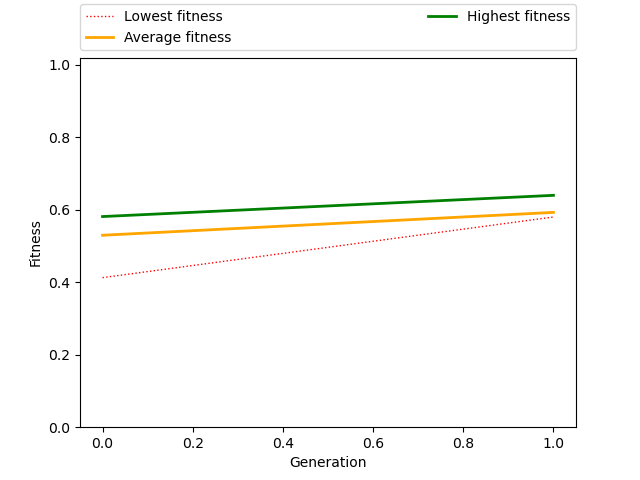 Lowest fitness
Average fitness
Highest fitness
1.0
0.8
0.6
0.4
0.2
0.0
Fitness
0.0 0.2 0.4 0.6 0.8 1.0
Generation